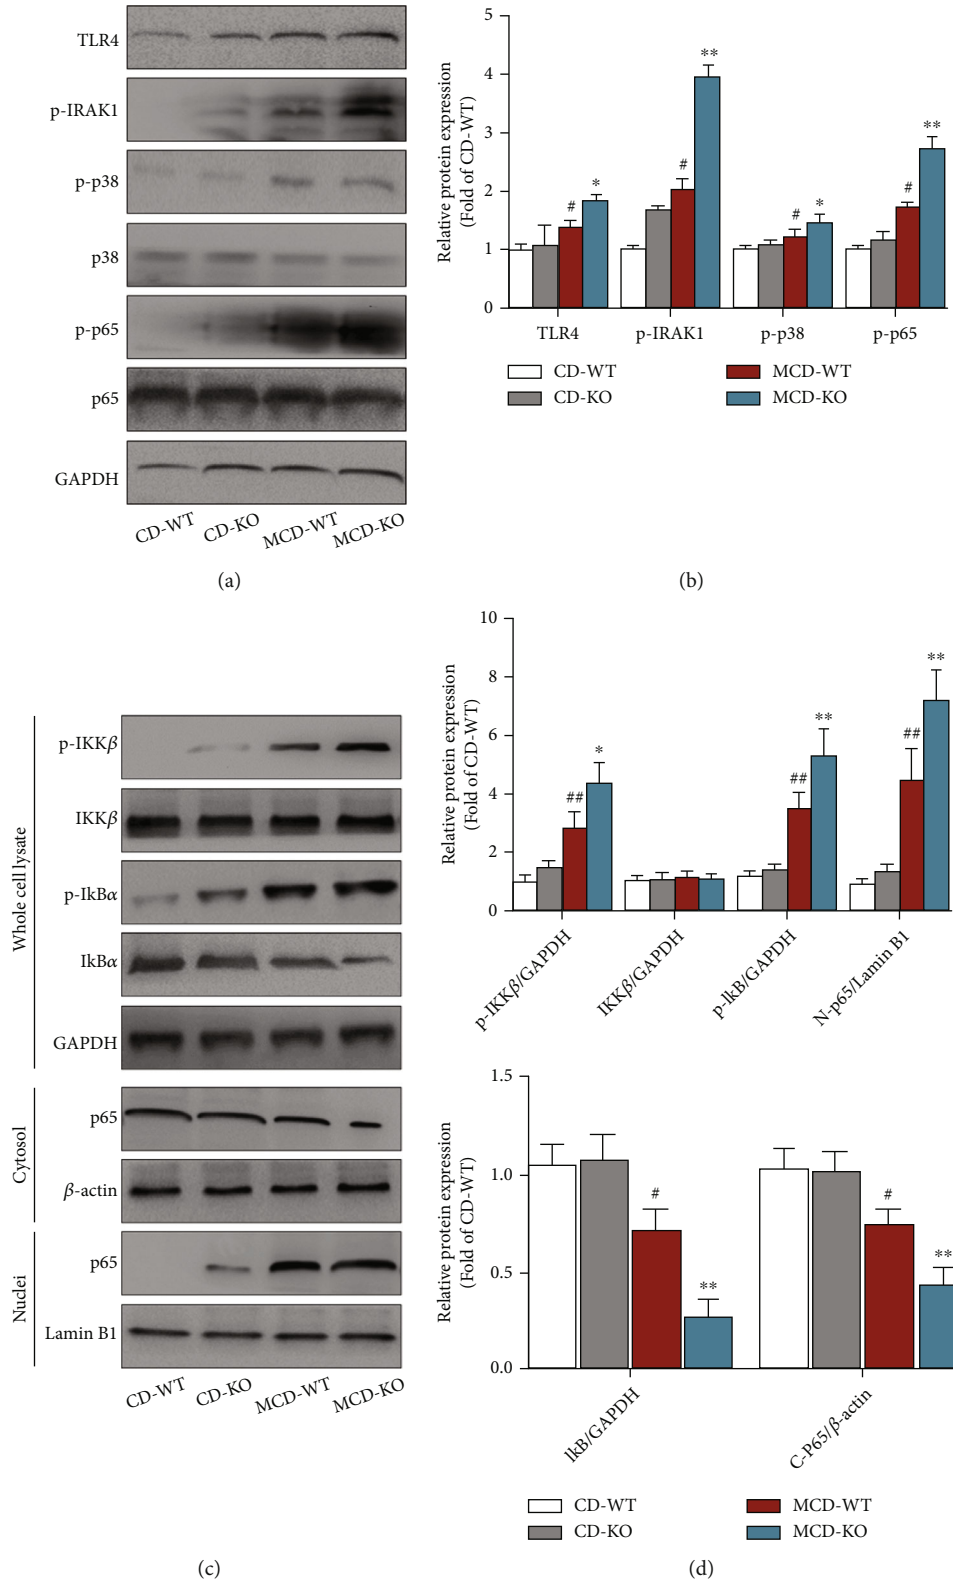 TLR4
p-IRAK1
p-p38
p38
p-p65
p65
GAPDH
CD-WT
CD-KO
MCD-WT
MCD-KO
(a)
Relative protein expression
(Fold of CD-WT)
5
4
3
2
1
0
#
*
#
**
#
*
#
**
TLR4
p-IRAK1
p-p38
p-p65
CD-WT
CD-KO
MCD-WT
MCD-KO
(b)
Whole cell lysate
p-IKKβ
IKKβ
p-IkBα
IkBα
GAPDH
Cytosol
p65
β-actin
Nuclei
p65
Lamin B1
CD-WT
CD-KO
MCD-WT
MCD-KO
(c)
Relative protein expression
(Fold of CD-WT)
10
8
6
4
2
0
##
*
##
**
##
**
p-IKKβ/GAPDH
IKKβ/GAPDH
p-IkB/GAPDH
N-p65/Lamin B1
Relative protein expression
(Fold of CD-WT)
1.5
1.0
0.5
0.0
#
**
#
**
IkB/GAPDH
C-P65/β-actin
CD-WT
CD-KO
MCD-WT
MCD-KO
(d)